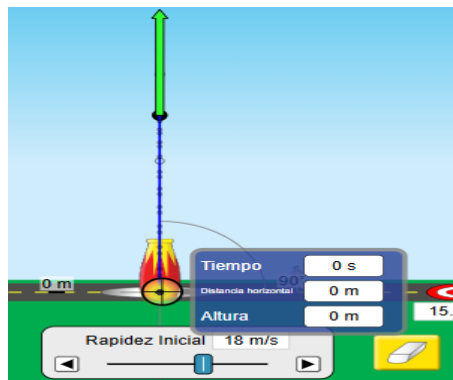 0 m
90°
Tiempo 0 s
Distancia horizontal 0 m
Altura 0 m
15.
Rapidez Inicial 18 m/s